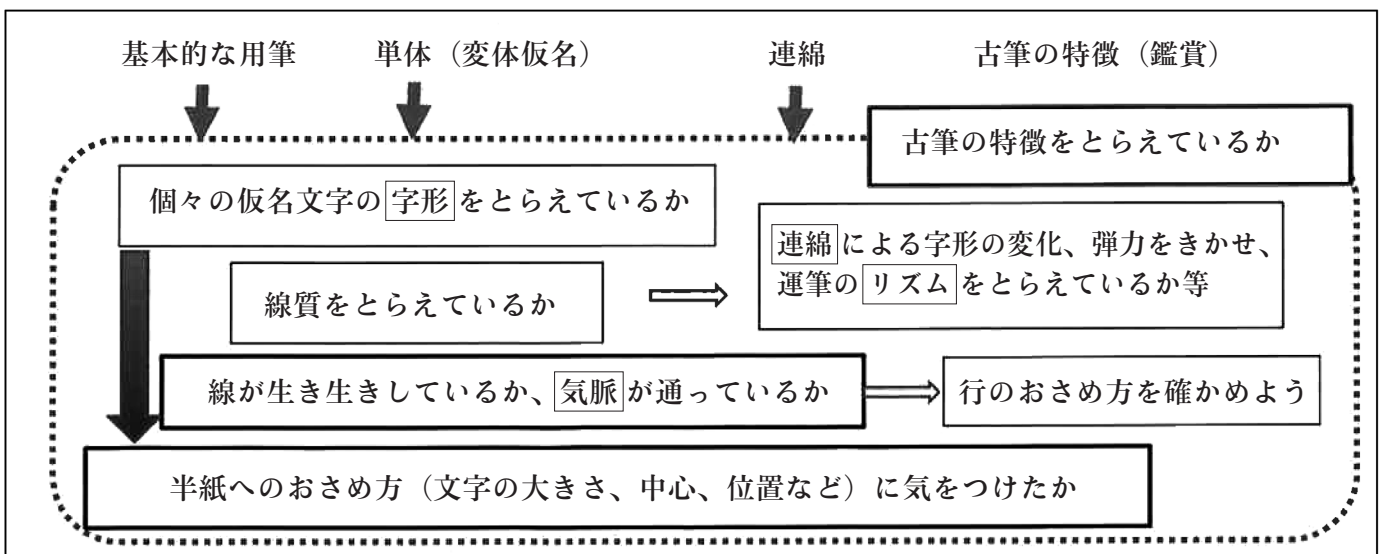 基本的な用筆　単体（変体仮名）　連綿　古筆の特徴（鑑賞）
古筆の特徴をとらえているか
個々の仮名文字の字形をとらえているか
連綿による字形の変化、弾力をきかせ、
運筆のリズムをとらえているか等
線質をとらえているか
線が生き生きしているか、気脈が通っているか
行のおさめ方を確かめよう
半紙へのおさめ方（文字の大きさ、中心、位置など）に気をつけたか